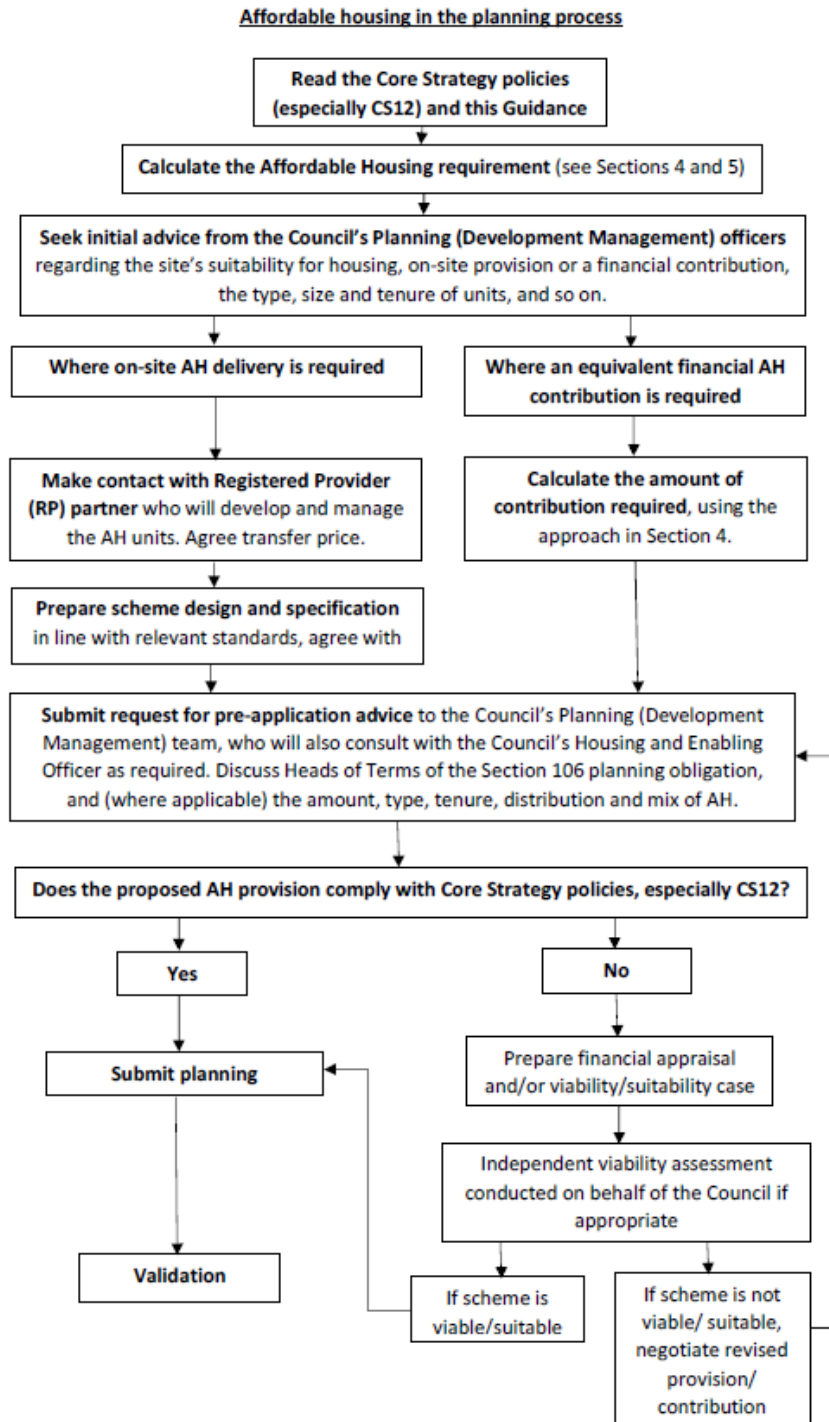 Affordable housing in the planning process
Read the Core Strategy policies
(especially CS12) and this Guidance
Calculate the Affordable Housing requirement (see Sections 4 and 5)
Seek initial advice from the Council’s Planning (Development Management) officers
regarding the site’s suitability for housing, on-site provision or a financial contribution,
the type, size and tenure of units, and so on.
Where on-site AH delivery is required
Make contact with Registered Provider
(RP) partner who will develop and manage
the AH units. Agree transfer price.
Prepare scheme design and specification
in line with relevant standards, agree with
Where an equivalent financial AH
contribution is required
Calculate the amount of
contribution required, using the
approach in Section 4.
Submit request for pre-application advice to the Council’s Planning (Development
Management) team, who will also consult with the Council’s Housing and Enabling
Officer as required. Discuss Heads of Terms of the Section 106 planning obligation,
and (where applicable) the amount, type, tenure, distribution and mix of AH.
Does the proposed AH provision comply with Core Strategy policies, especially CS12?
Yes
Submit planning
Validation
No
Prepare financial appraisal
and/or viability/suitability case
Independent viability assessment
conducted on behalf of the Council if
appropriate
If scheme is
viable/suitable
If scheme is not
viable/ suitable,
negotiate revised
provision/
contribution